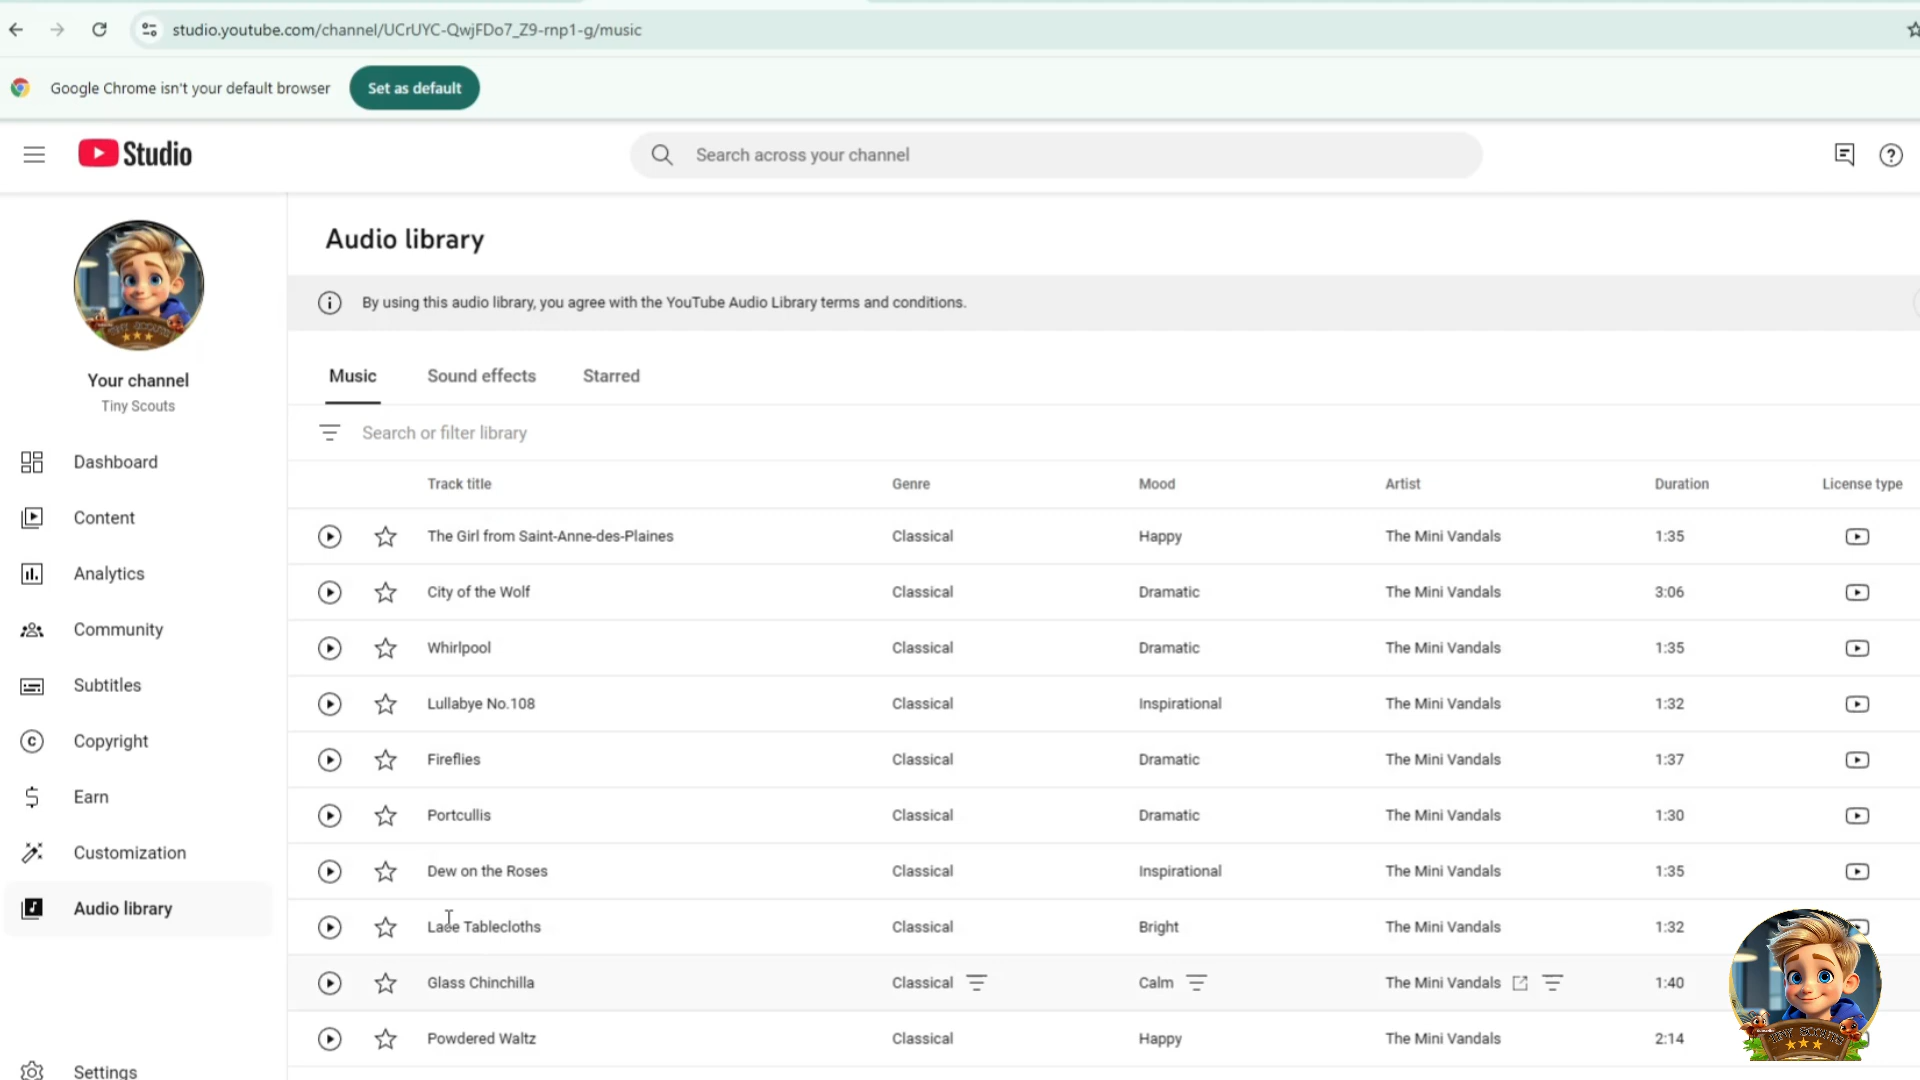 studio.youtube.com/channel/UCrUYC-QwjFDo7_Z9-rnp1-g/music
Google Chrome isn't your default browser
Set as default
Studio
Search across your channel
Your channel
Tiny Scouts
Dashboard
Content
Analytics
Community
Subtitles
Copyright
Earn
Customization
Audio library
Settings
Audio library
By using this audio library, you agree with the YouTube Audio Library terms and conditions.
Music Sound effects Starred
Search or filter library
Track title Genre Mood Artist Duration License type
The Girl from Saint-Anne-des-Plaines Classical Happy The Mini Vandals 1:35
City of the Wolf Classical Dramatic The Mini Vandals 3:06
Whirlpool Classical Dramatic The Mini Vandals 1:35
Lullabye No.108 Classical Inspirational The Mini Vandals 1:32
Fireflies Classical Dramatic The Mini Vandals 1:37
Portcullis Classical Dramatic The Mini Vandals 1:30
Dew on the Roses Classical Inspirational The Mini Vandals 1:35
Lace Tablecloths Classical Bright The Mini Vandals 1:32
Glass Chinchilla Classical Calm The Mini Vandals 1:40
Powdered Waltz Classical Happy The Mini Vandals 2:14
TINY SCOUTS
TINY SCOUTS